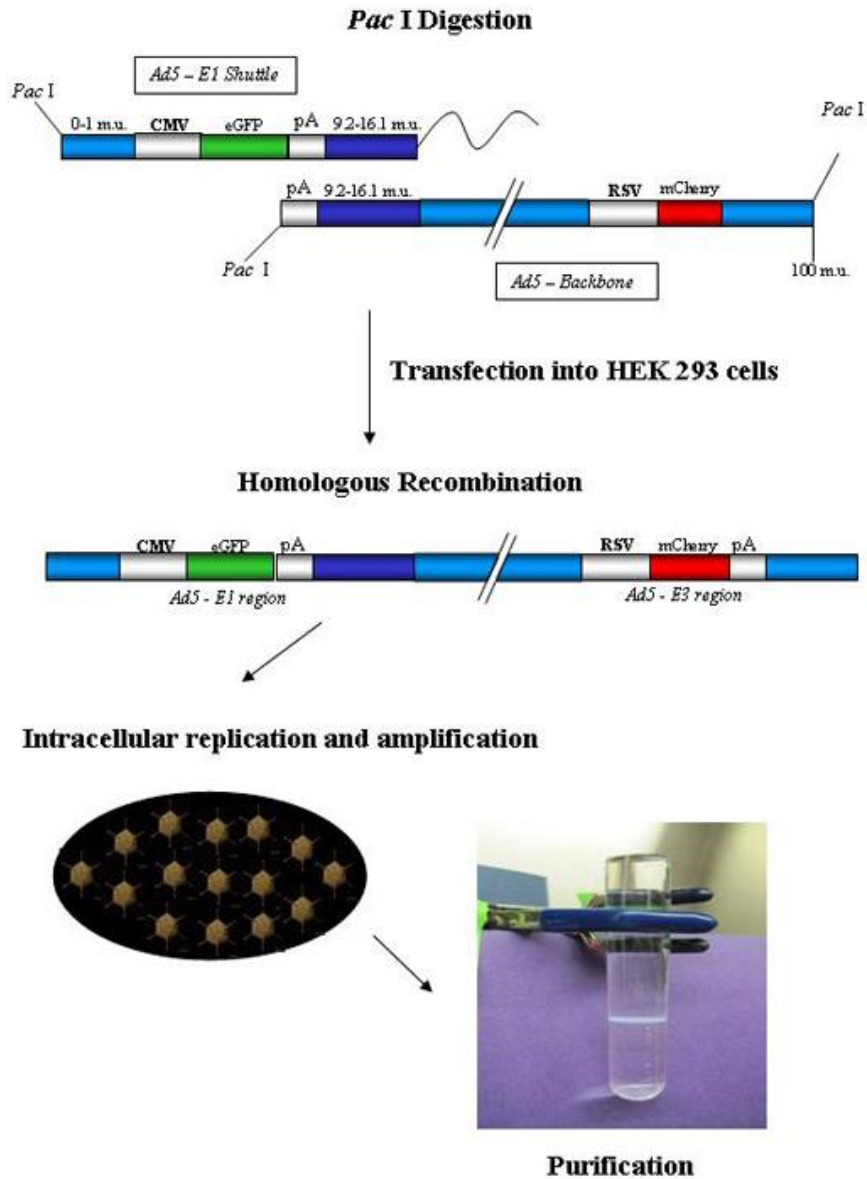 Pac I Digestion
Ad5 – E1 Shuttle
Pac I
0-1 m.u. CMV eGFP pA 9.2-16.1 m.u.
Pac I
pA 9.2-16.1 m.u. RSV mCherry
Pac I
100 m.u.
Ad5 – Backbone
Transfection into HEK 293 cells
Homologous Recombination
CMV eGFP pA RSV mCherry pA
Ad5 - E1 region Ad5 - E3 region
Intracellular replication and amplification
Purification